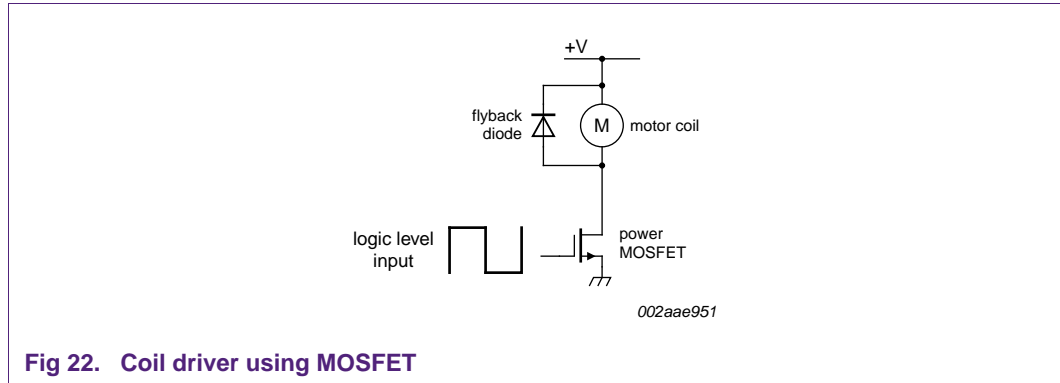 +V
flyback
diode
M
motor coil
logic level
input
power
MOSFET
002aae951
Fig 22. Coil driver using MOSFET